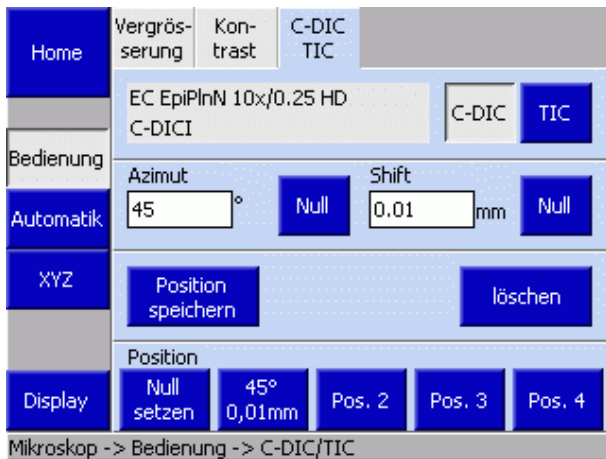 Home
Vergrös-
serung
Kon-
trast
C-DIC
TIC
EC EpiPlnN 10x/0.25 HD
C-DICI
C-DIC
TIC
Bedienung
Azimut
45
°
Null
Shift
0.01
mm
Null
Automatik
XYZ
Position
speichern
löschen
Position
Display
Null
setzen
45°
0,01mm
Pos. 2
Pos. 3
Pos. 4
Mikroskop -> Bedienung -> C-DIC/TIC